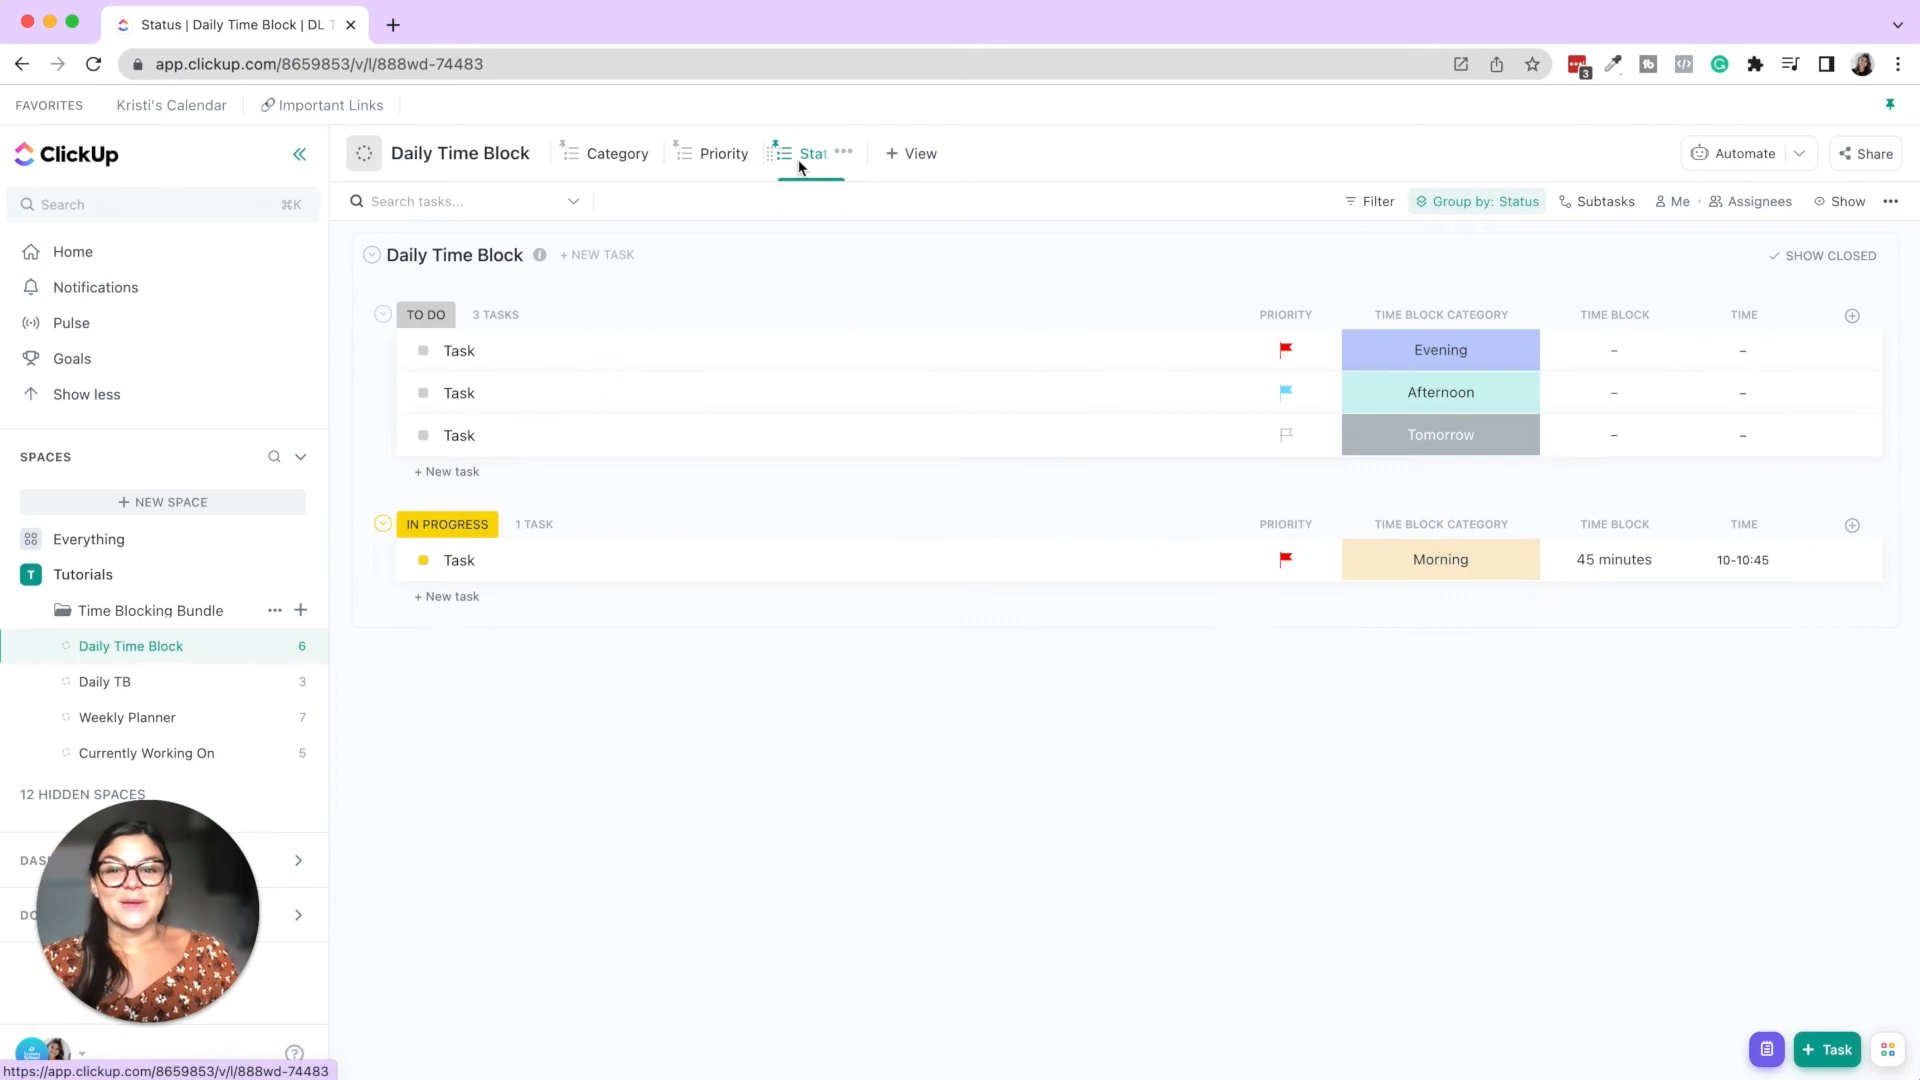 Status | Daily Time Block | DL T
app.clickup.com/8659853/v/l/888wd-74483
3
FAVORITES
Kristi's Calendar
Important Links
ClickUp
Daily Time Block
Category
Priority
Stat
+ View
Automate
Share
Search
⌘K
Search tasks...
Filter
Group by: Status
Subtasks
Me
Assignees
Show
Home
Notifications
Pulse
Goals
Show less
SPACES
+ NEW SPACE
Everything
T Tutorials
Time Blocking Bundle
Daily Time Block 6
Daily TB 3
Weekly Planner 7
Currently Working On 5
12 HIDDEN SPACES
DAS
DO
Daily Time Block
+ NEW TASK
SHOW CLOSED
TO DO 3 TASKS PRIORITY TIME BLOCK CATEGORY TIME BLOCK TIME
Task Evening – –
Task Afternoon – –
Task Tomorrow – –
+ New task
IN PROGRESS 1 TASK PRIORITY TIME BLOCK CATEGORY TIME BLOCK TIME
Task Morning 45 minutes 10-10:45
+ New task
+ Task
https://app.clickup.com/8659853/v/l/888wd-74483